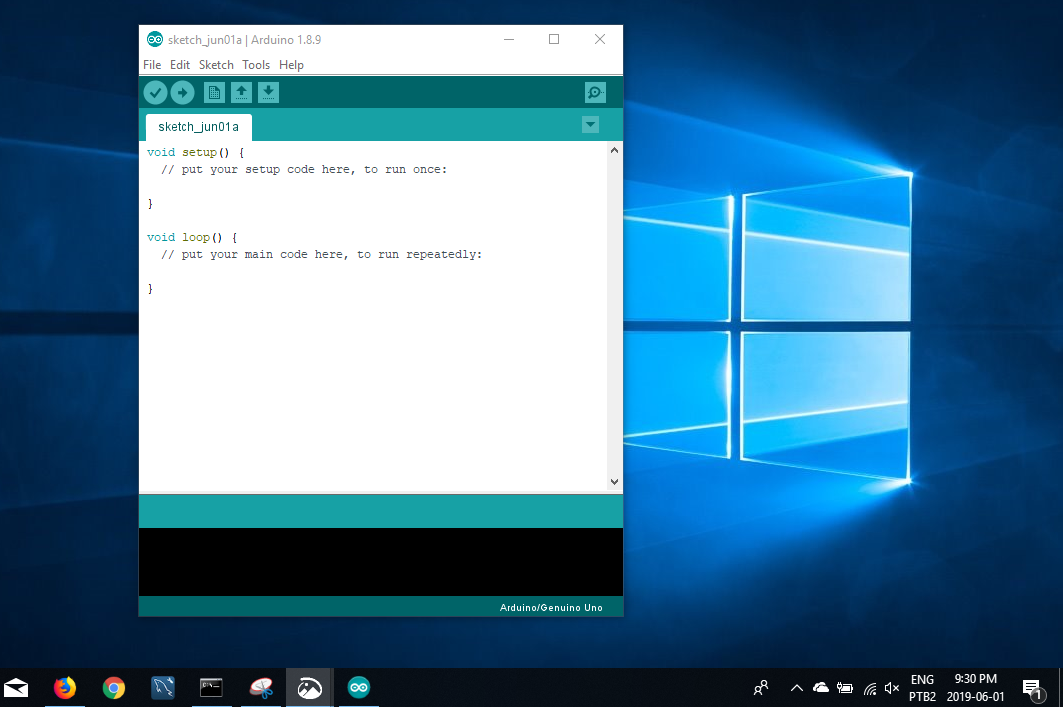 sketch_jun01a | Arduino 1.8.9
File Edit Sketch Tools Help
sketch_jun01a
void setup() {
  // put your setup code here, to run once:
}
void loop() {
  // put your main code here, to run repeatedly:
}
Arduino/Genuino Uno
ENG
PTB2
9:30 PM
2019-06-01
1